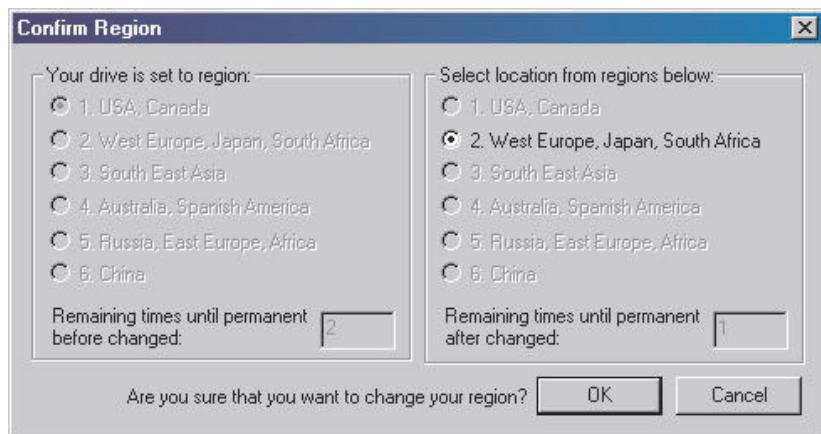 Confirm Region
Your drive is set to region:
1. USA, Canada
2. West Europe, Japan, South Africa
3. South East Asia
4. Australia, Spanish America
5. Russia, East Europe, Africa
6. China
Remaining times until permanent
before changed:
2
Select location from regions below:
1. USA, Canada
2. West Europe, Japan, South Africa
3. South East Asia
4. Australia, Spanish America
5. Russia, East Europe, Africa
6. China
Remaining times until permanent
after changed:
1
Are you sure that you want to change your region?
OK
Cancel